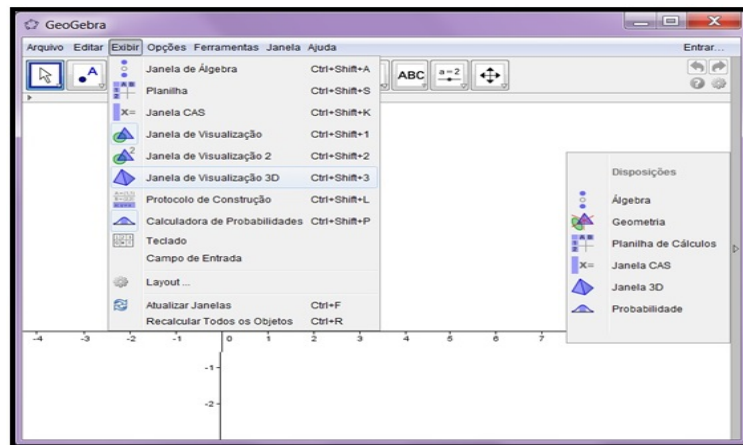 GeoGebra
Arquivo Editar Exibir Opções Ferramentas Janela Ajuda Entrar...
A ABC a=2
Janela de Álgebra Ctrl+Shift+A
Planilha Ctrl+Shift+S
X= Janela CAS Ctrl+Shift+K
Janela de Visualização Ctrl+Shift+1
2 Janela de Visualização 2 Ctrl+Shift+2
Janela de Visualização 3D Ctrl+Shift+3
Protocolo de Construção Ctrl+Shift+L
Calculadora de Probabilidades Ctrl+Shift+P
Teclado
Campo de Entrada
Layout ...
Atualizar Janelas Ctrl+F
Recalcular Todos os Objetos Ctrl+R
Disposições
Álgebra
Geometria
Planilha de Cálculos
X= Janela CAS
Janela 3D
Probabilidade
-4 -3 -2 -1 0 1 2 3 4 5 6 7
-1
-2